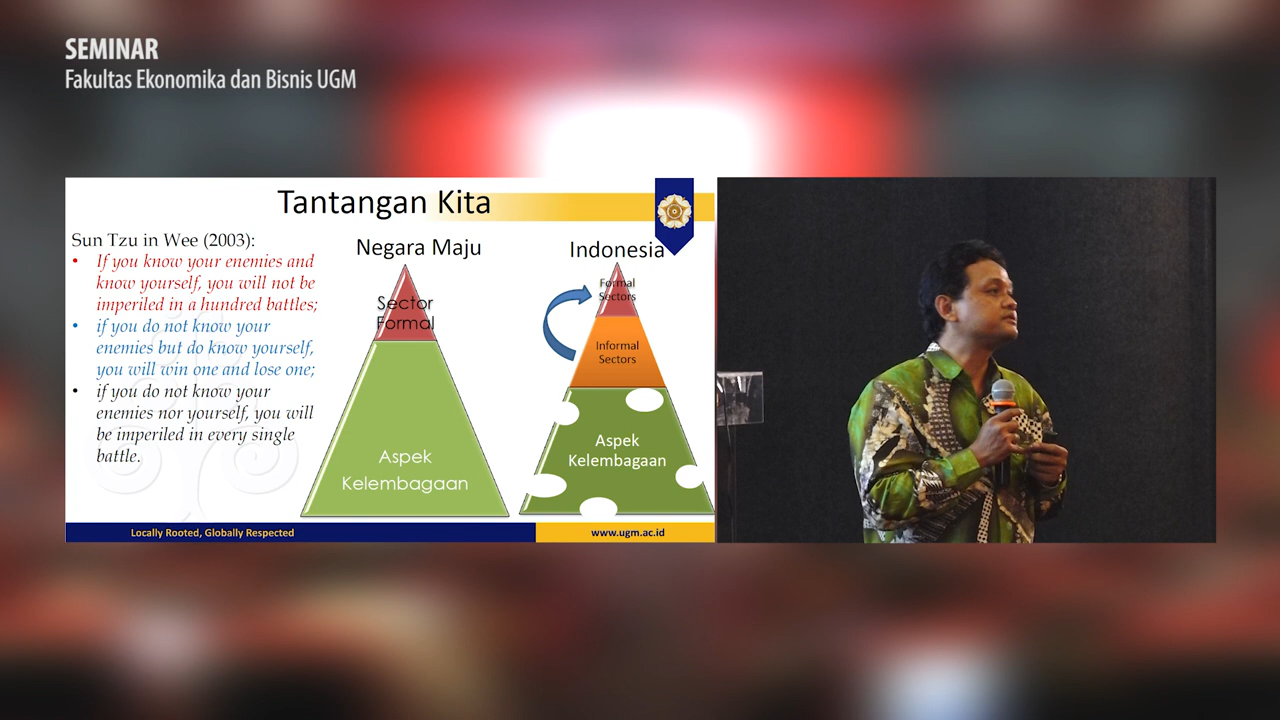 SEMINAR
Fakultas Ekonomika dan Bisnis UGM
Tantangan Kita
Sun Tzu in Wee (2003):
• If you know your enemies and
know yourself, you will not be
imperiled in a hundred battles;
• if you do not know your
enemies but do know yourself,
you will win one and lose one;
• if you do not know your
enemies nor yourself, you will
be imperiled in every single
battle.
Negara Maju
Sector
Formal
Aspek
Kelembagaan
Indonesia
Formal
Sectors
Informal
Sectors
Aspek
Kelembagaan
Locally Rooted, Globally Respected
www.ugm.ac.id